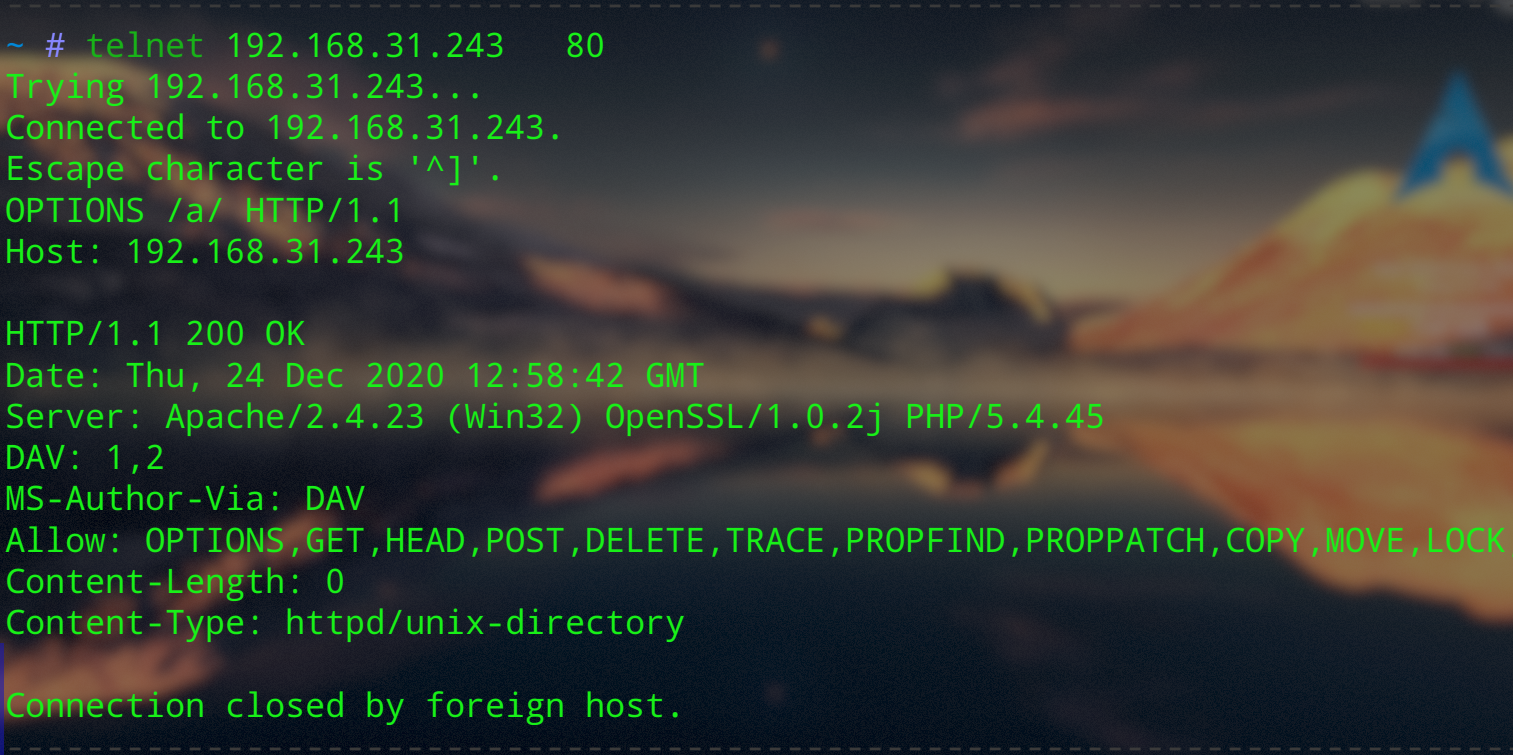 ~ # telnet 192.168.31.243   80
Trying 192.168.31.243...
Connected to 192.168.31.243.
Escape character is '^]'.
OPTIONS /a/ HTTP/1.1
Host: 192.168.31.243

HTTP/1.1 200 OK
Date: Thu, 24 Dec 2020 12:58:42 GMT
Server: Apache/2.4.23 (Win32) OpenSSL/1.0.2j PHP/5.4.45
DAV: 1,2
MS-Author-Via: DAV
Allow: OPTIONS,GET,HEAD,POST,DELETE,TRACE,PROPFIND,PROPPATCH,COPY,MOVE,LOCK
Content-Length: 0
Content-Type: httpd/unix-directory

Connection closed by foreign host.